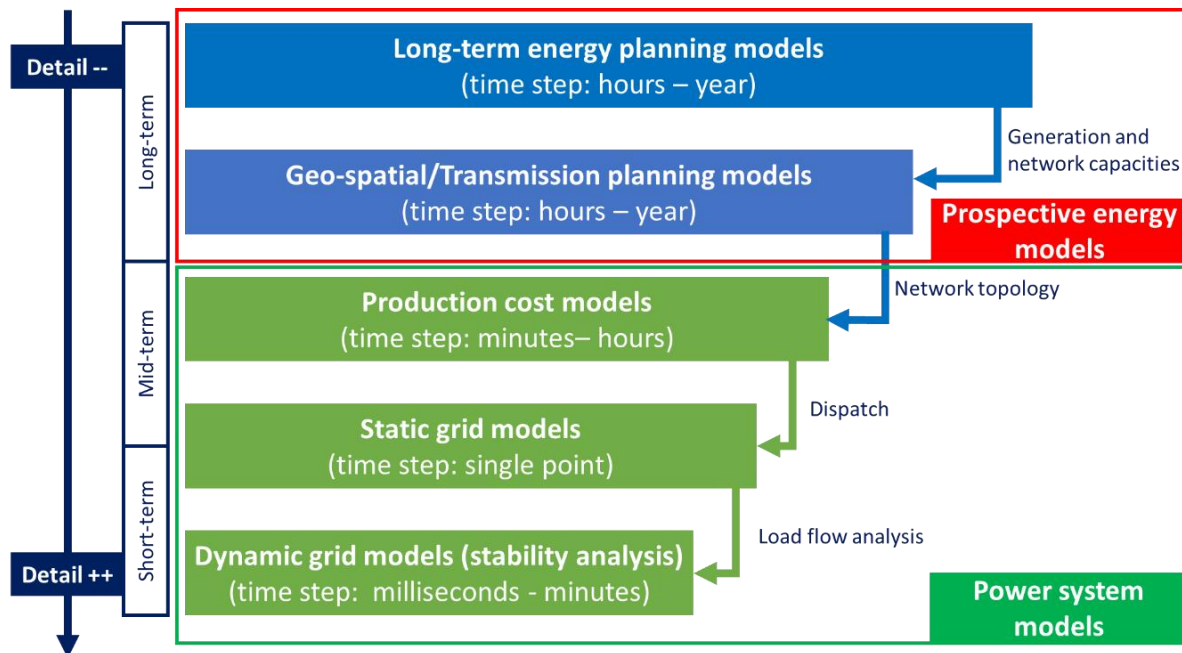 Detail --
Long-term
Long-term energy planning models
(time step: hours – year)
Generation and
network capacities
Geo-spatial/Transmission planning models
(time step: hours – year)
Prospective energy
models
Mid-term
Production cost models
(time step: minutes– hours)
Network topology
Dispatch
Static grid models
(time step: single point)
Short-term
Load flow analysis
Detail ++
Dynamic grid models (stability analysis)
(time step:  milliseconds - minutes)
Power system
models